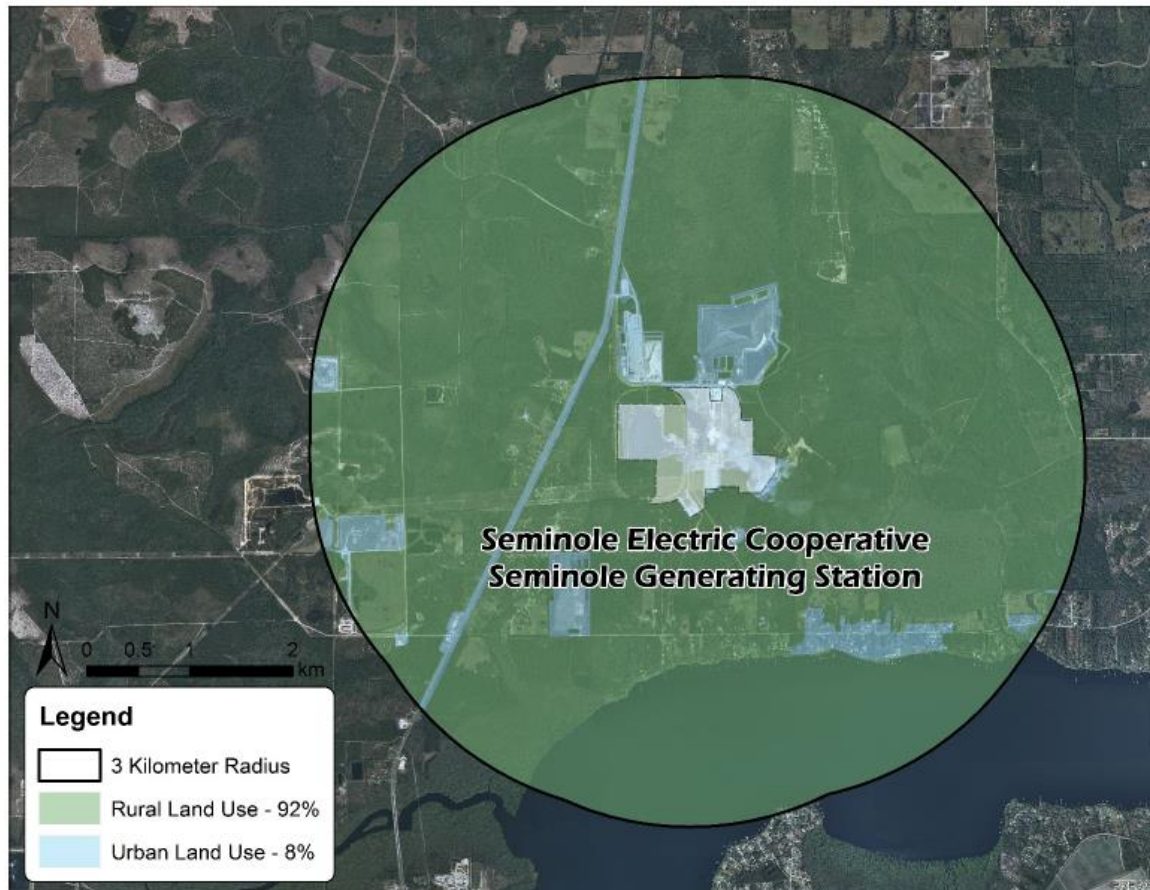 Seminole Electric Cooperative
Seminole Generating Station
N
0 0.5 1 2
km
Legend
3 Kilometer Radius
Rural Land Use - 92%
Urban Land Use - 8%